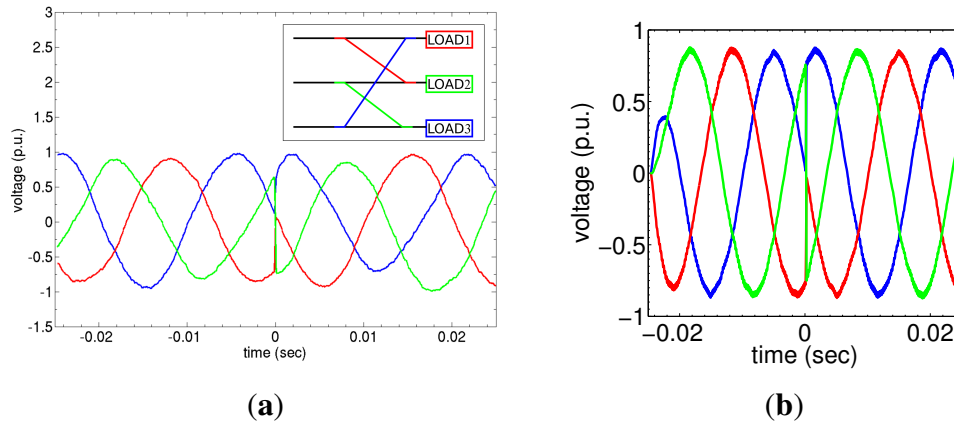 3
2.5
2
1.5
1
0.5
0
-0.5
-1
-1.5
voltage (p.u.)
LOAD1
LOAD2
LOAD3
-0.02
-0.01
0
0.01
0.02
time (sec)
(a)
1
0.5
0
−0.5
−1
voltage (p.u.)
−0.02
0
0.02
time (sec)
(b)